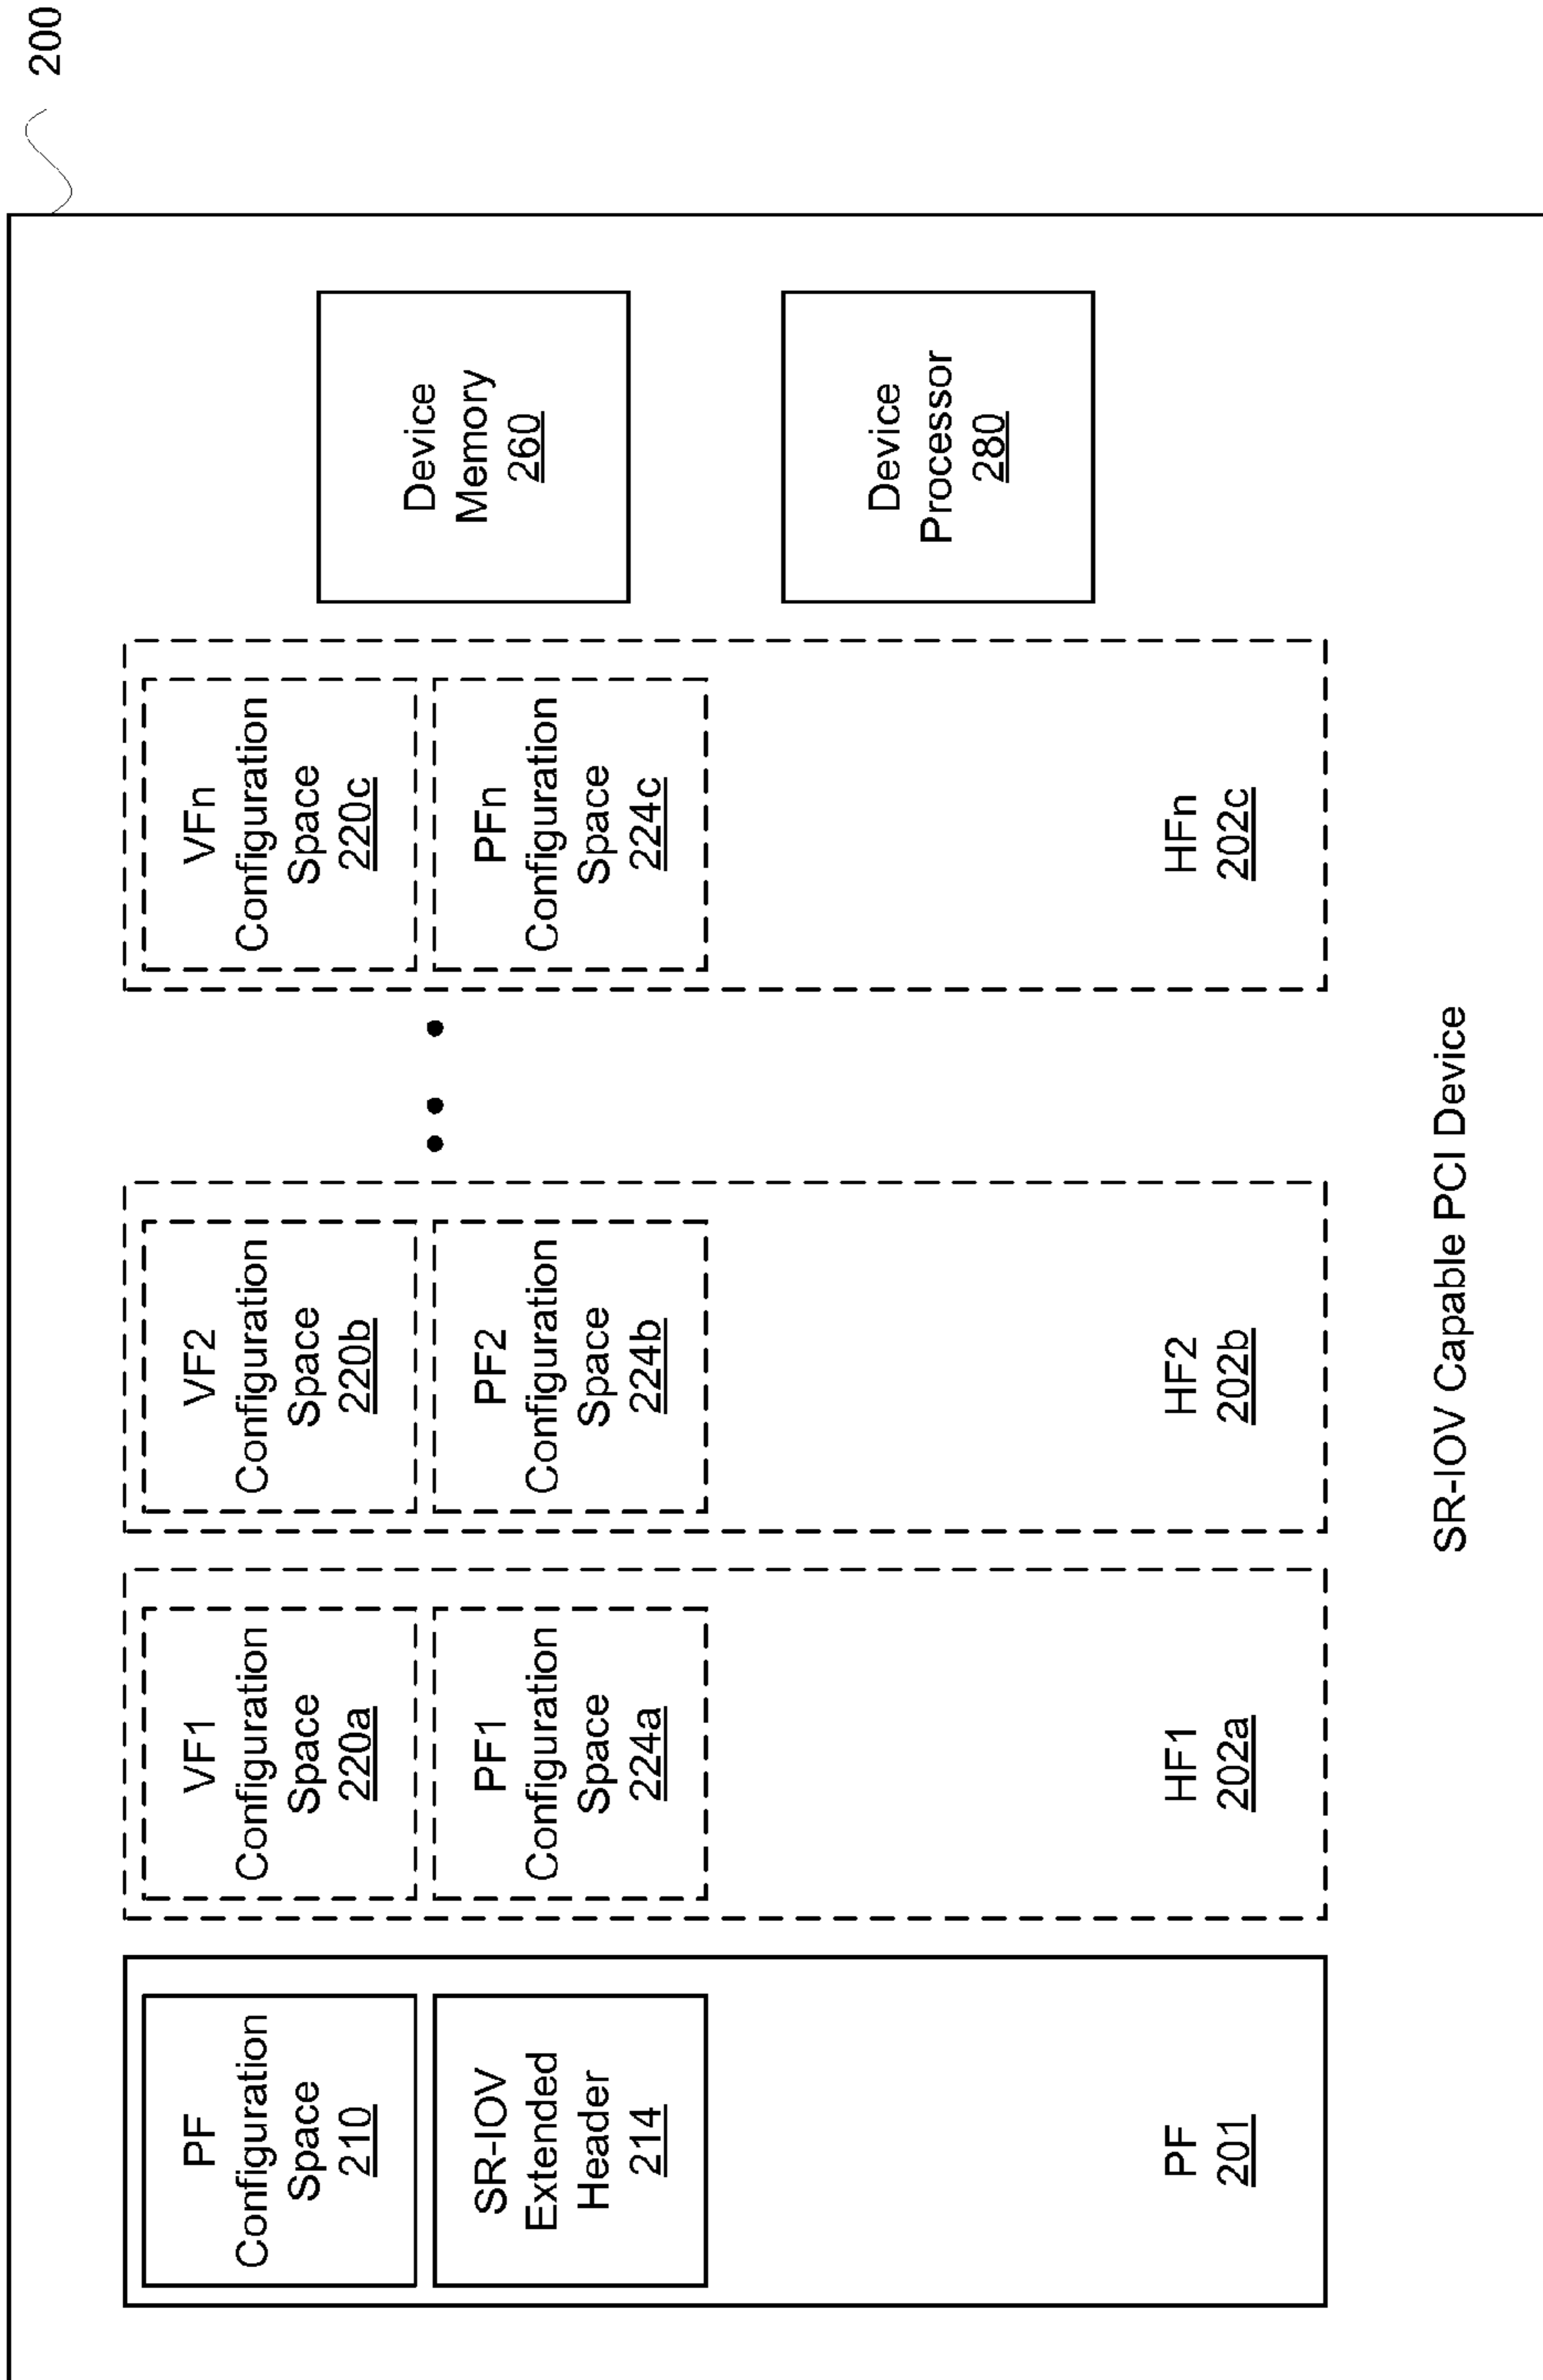 200
PF
Configuration
Space
210
SR-IOV
Extended
Header
214
PF
201
VF1
Configuration
Space
220a
PF1
Configuration
Space
224a
HF1
202a
VF2
Configuration
Space
220b
PF2
Configuration
Space
224b
HF2
202b
VFn
Configuration
Space
220c
PFn
Configuration
Space
224c
HFn
202c
Device
Memory
260
Device
Processor
280
SR-IOV Capable PCI Device